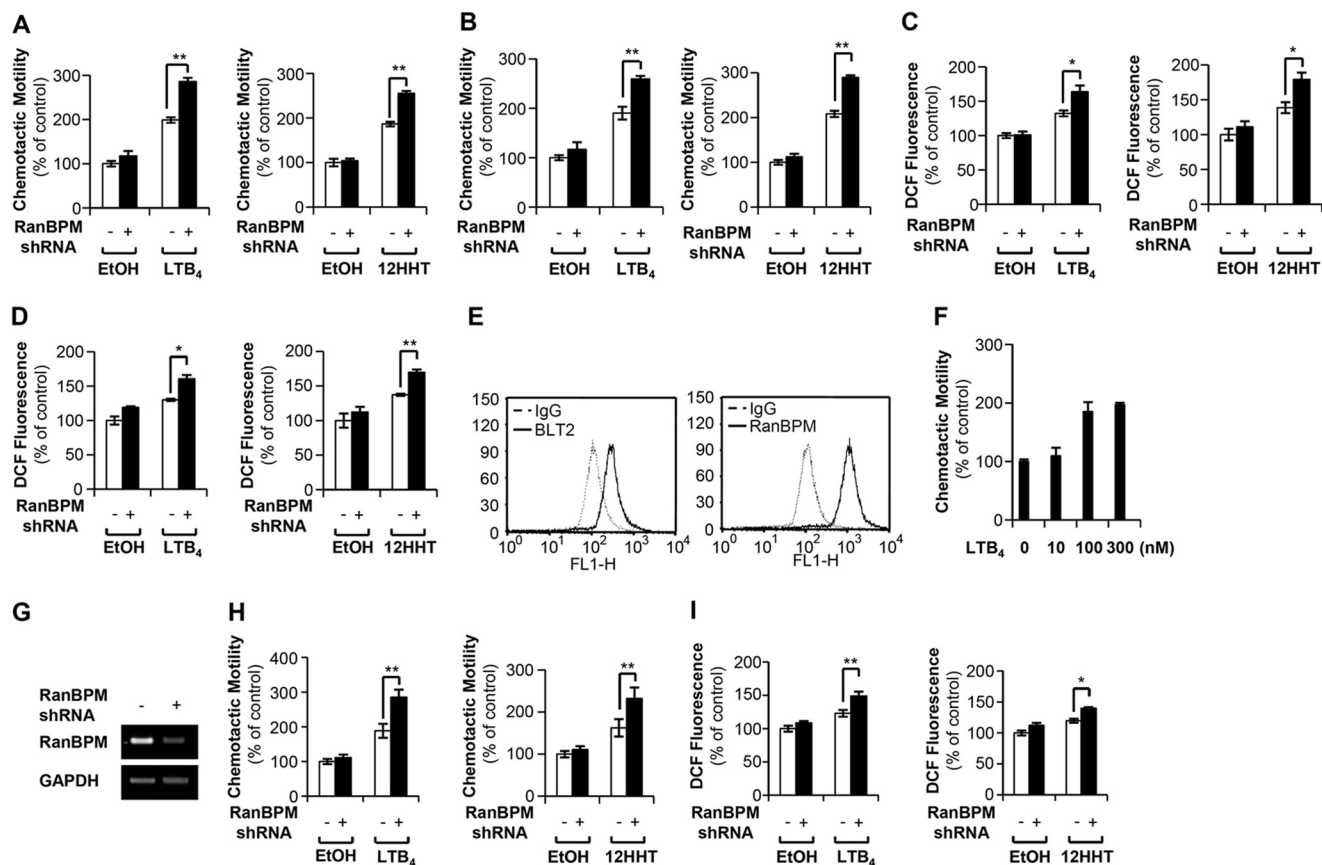 A
Chemotactic Motility
(% of control)
300
200
100
0
RanBPM
shRNA
- + - +
EtOH LTB4
**
Chemotactic Motility
(% of control)
300
200
100
0
- + - +
EtOH 12HHT
**
B
Chemotactic Motility
(% of control)
300
200
100
0
RanBPM
shRNA
- + - +
EtOH LTB4
**
Chemotactic Motility
(% of control)
300
200
100
0
RanBPM
shRNA
- + - +
EtOH 12HHT
**
C
DCF Fluorescence
(% of control)
200
150
100
50
0
RanBPM
shRNA
- + - +
EtOH LTB4
*
DCF Fluorescence
(% of control)
200
150
100
50
0
RanBPM
shRNA
- + - +
EtOH 12HHT
*
D
DCF Fluorescence
(% of control)
200
150
100
50
0
RanBPM
shRNA
- + - +
EtOH LTB4
*
DCF Fluorescence
(% of control)
200
150
100
50
0
RanBPM
shRNA
- + - +
EtOH 12HHT
**
E
150
120
90
60
30
0
IgG
BLT2
10^0 10^1 10^2 10^3 10^4
FL1-H
150
120
90
60
30
0
IgG
RanBPM
10^0 10^1 10^2 10^3 10^4
FL1-H
F
Chemotactic Motility
(% of control)
300
200
100
0
LTB4 0 10 100 300 (nM)
G
RanBPM
shRNA - +
RanBPM
GAPDH
H
Chemotactic Motility
(% of control)
400
300
200
100
0
RanBPM
shRNA
- + - +
EtOH LTB4
**
Chemotactic Motility
(% of control)
300
200
100
0
RanBPM
shRNA
- + - +
EtOH 12HHT
**
I
DCF Fluorescence
(% of control)
200
150
100
50
0
RanBPM
shRNA
- + - +
EtOH LTB4
**
DCF Fluorescence
(% of control)
200
150
100
50
0
RanBPM
shRNA
- + - +
EtOH 12HHT
*